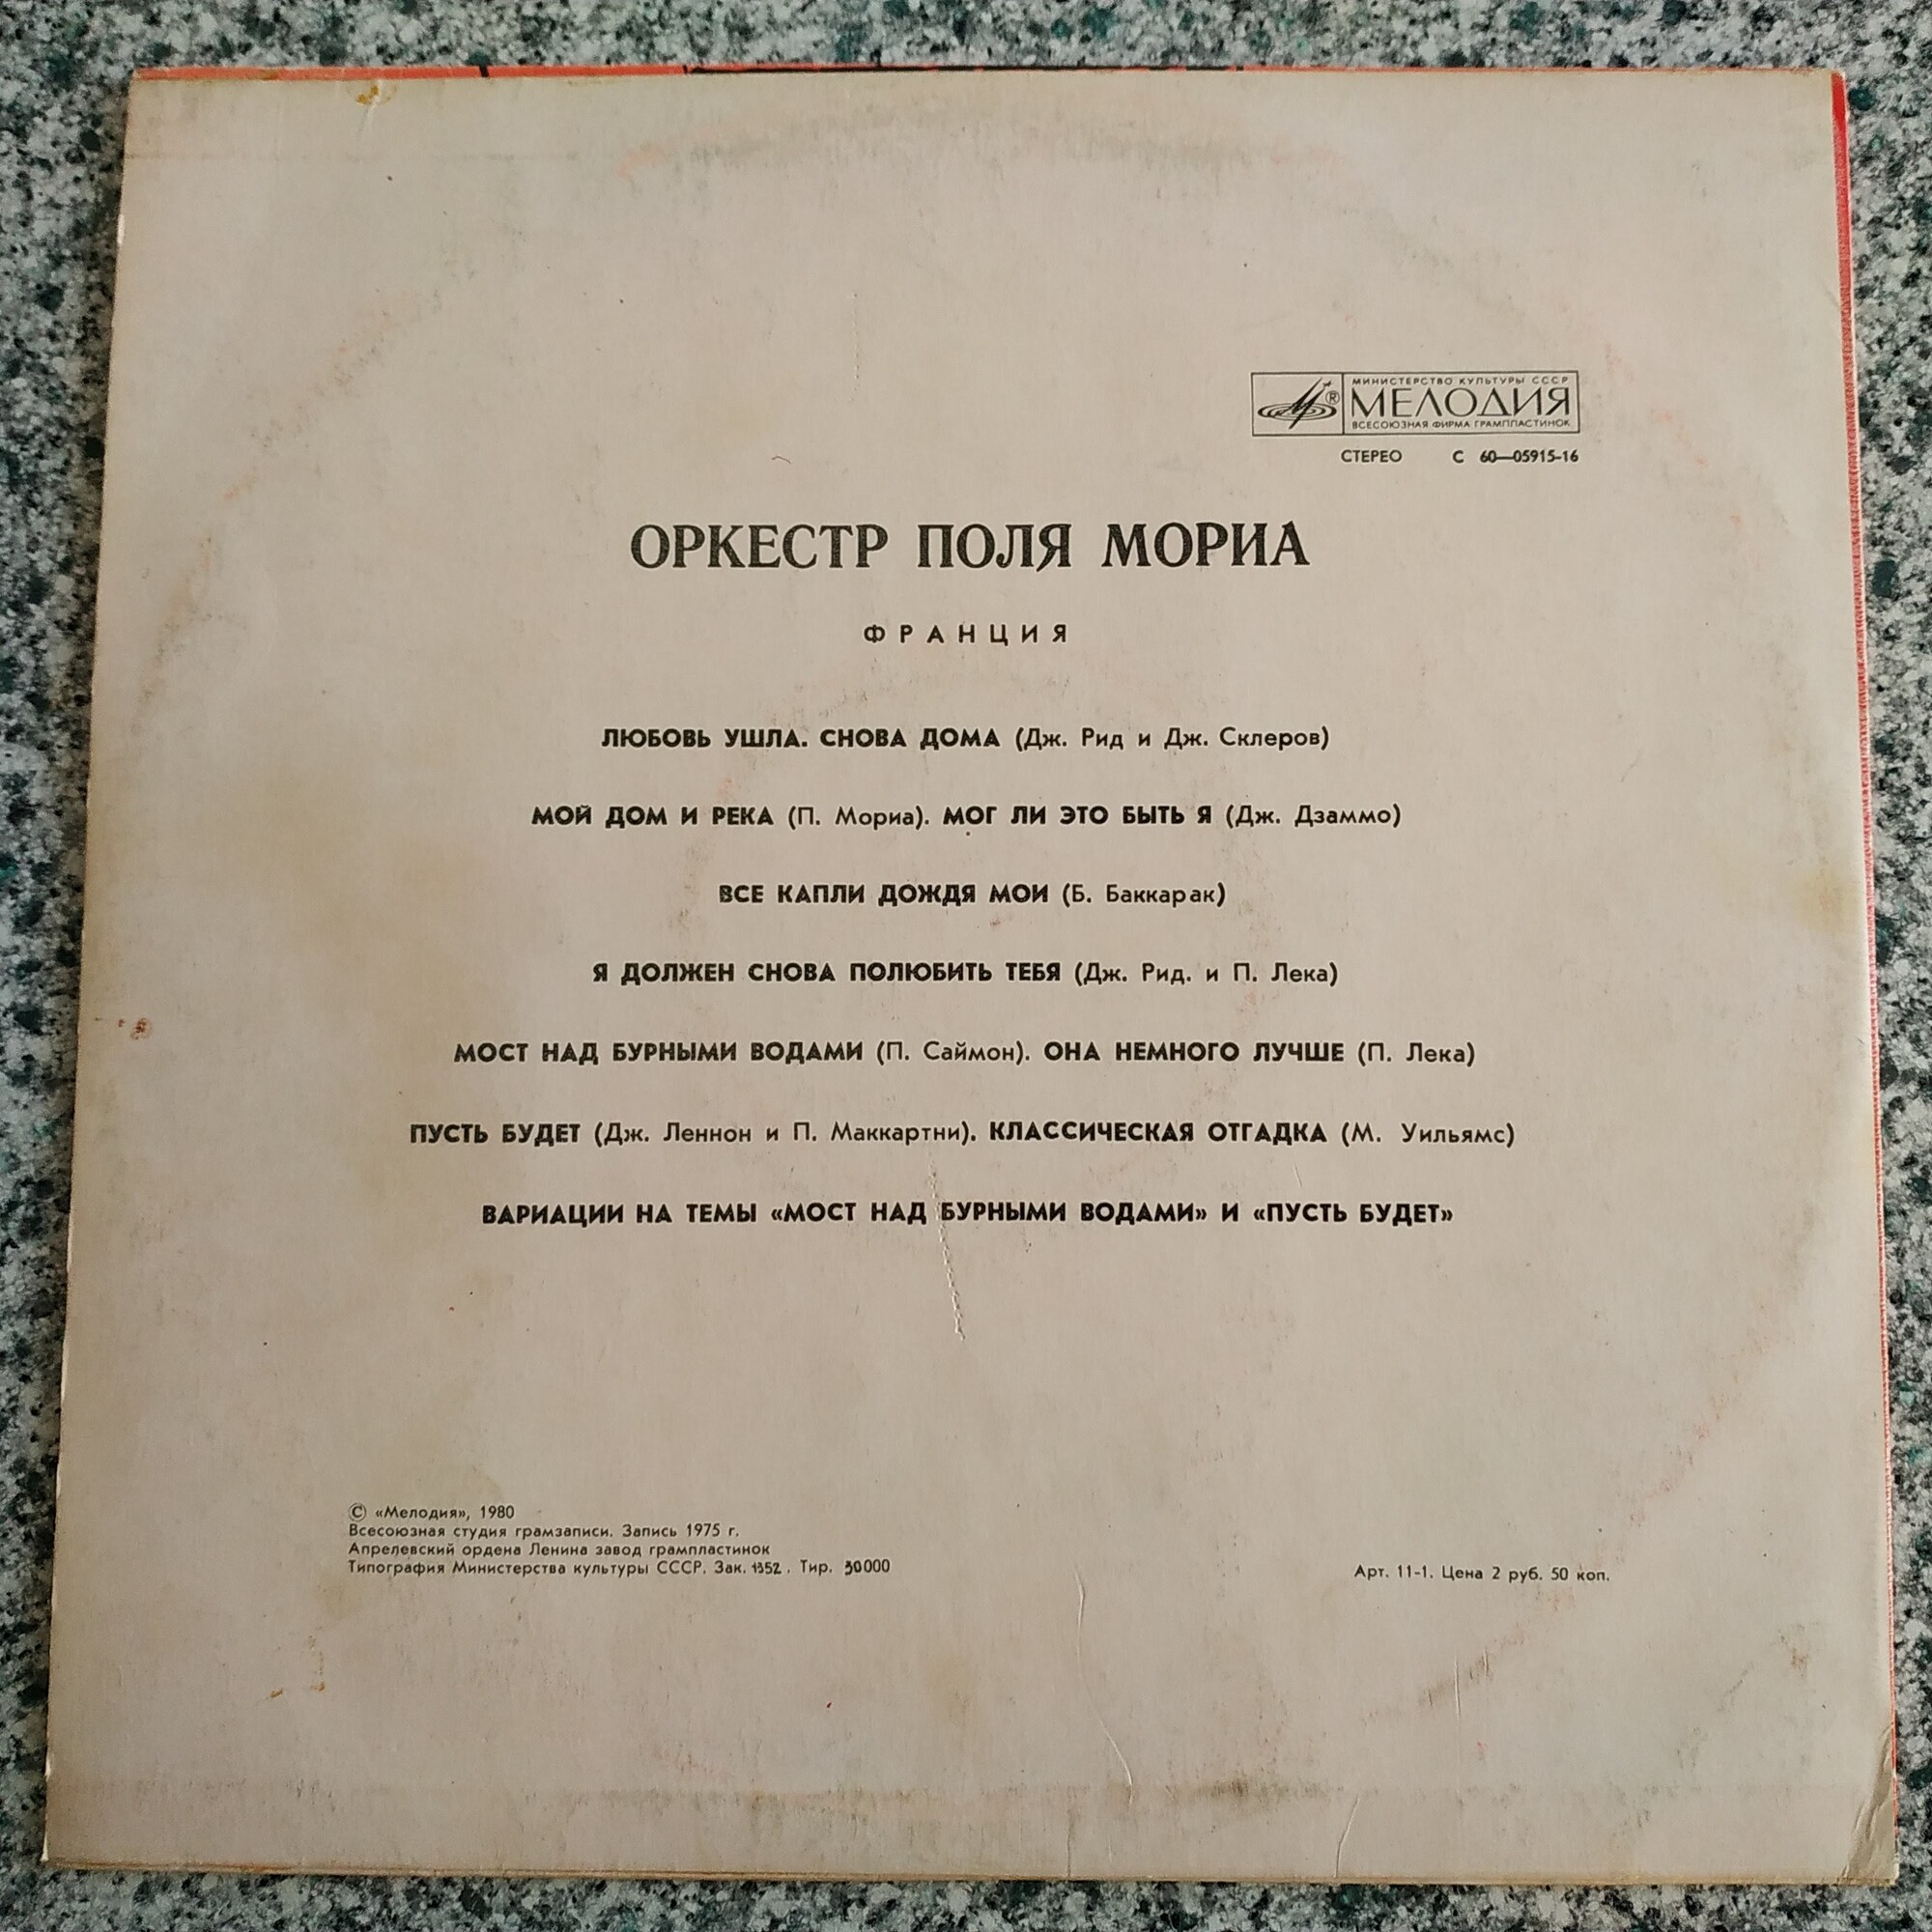 МИНИСТЕРСТВО КУЛЬТУРЫ СССР
МЕЛОДИЯ
ВСЕСОЮЗНАЯ ФИРМА ГРАМПЛАСТИНОК
СТЕРЕО С 60—05915-16
ОРКЕСТР ПОЛЯ МОРИА
ФРАНЦИЯ
ЛЮБОВЬ УШЛА. СНОВА ДОМА (Дж. Рид и Дж. Склеров)
МОЙ ДОМ И РЕКА (П. Мориа). МОГ ЛИ ЭТО БЫТЬ Я (Дж. Дзаммо)
ВСЕ КАПЛИ ДОЖДЯ МОИ (Б. Баккарак)
Я ДОЛЖЕН СНОВА ПОЛЮБИТЬ ТЕБЯ (Дж. Рид. и П. Лека)
МОСТ НАД БУРНЫМИ ВОДАМИ (П. Саймон). ОНА НЕМНОГО ЛУЧШЕ (П. Лека)
ПУСТЬ БУДЕТ (Дж. Леннон и П. Маккартни). КЛАССИЧЕСКАЯ ОТГАДКА (М. Уильямс)
ВАРИАЦИИ НА ТЕМЫ «МОСТ НАД БУРНЫМИ ВОДАМИ» И «ПУСТЬ БУДЕТ»
© «Мелодия», 1980
Всесоюзная студия грамзаписи. Запись 1975 г.
Апрелевский ордена Ленина завод грампластинок
Типография Министерства культуры СССР. Зак. 1352. Тир. 30000
Арт. 11-1. Цена 2 руб. 50 коп.